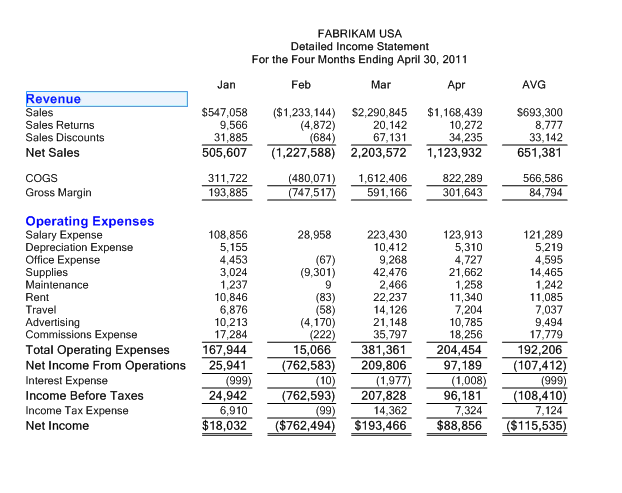 FABRIKAM USA
Detailed Income Statement
For the Four Months Ending April 30, 2011
Jan Feb Mar Apr AVG
Revenue
Sales $547,058 ($1,233,144) $2,290,845 $1,168,439 $693,300
Sales Returns 9,566 (4,872) 20,142 10,272 8,777
Sales Discounts 31,885 (684) 67,131 34,235 33,142
Net Sales 505,607 (1,227,588) 2,203,572 1,123,932 651,381
COGS 311,722 (480,071) 1,612,406 822,289 566,586
Gross Margin 193,885 (747,517) 591,166 301,643 84,794
Operating Expenses
Salary Expense 108,856 28,958 223,430 123,913 121,289
Depreciation Expense 5,155 10,412 5,310 5,219
Office Expense 4,453 (67) 9,268 4,727 4,595
Supplies 3,024 (9,301) 42,476 21,662 14,465
Maintenance 1,237 9 2,466 1,258 1,242
Rent 10,846 (83) 22,237 11,340 11,085
Travel 6,876 (58) 14,126 7,204 7,037
Advertising 10,213 (4,170) 21,148 10,785 9,494
Commissions Expense 17,284 (222) 35,797 18,256 17,779
Total Operating Expenses 167,944 15,066 381,361 204,454 192,206
Net Income From Operations 25,941 (762,583) 209,806 97,189 (107,412)
Interest Expense (999) (10) (1,977) (1,008) (999)
Income Before Taxes 24,942 (762,593) 207,828 96,181 (108,410)
Income Tax Expense 6,910 (99) 14,362 7,324 7,124
Net Income $18,032 ($762,494) $193,466 $88,856 ($115,535)